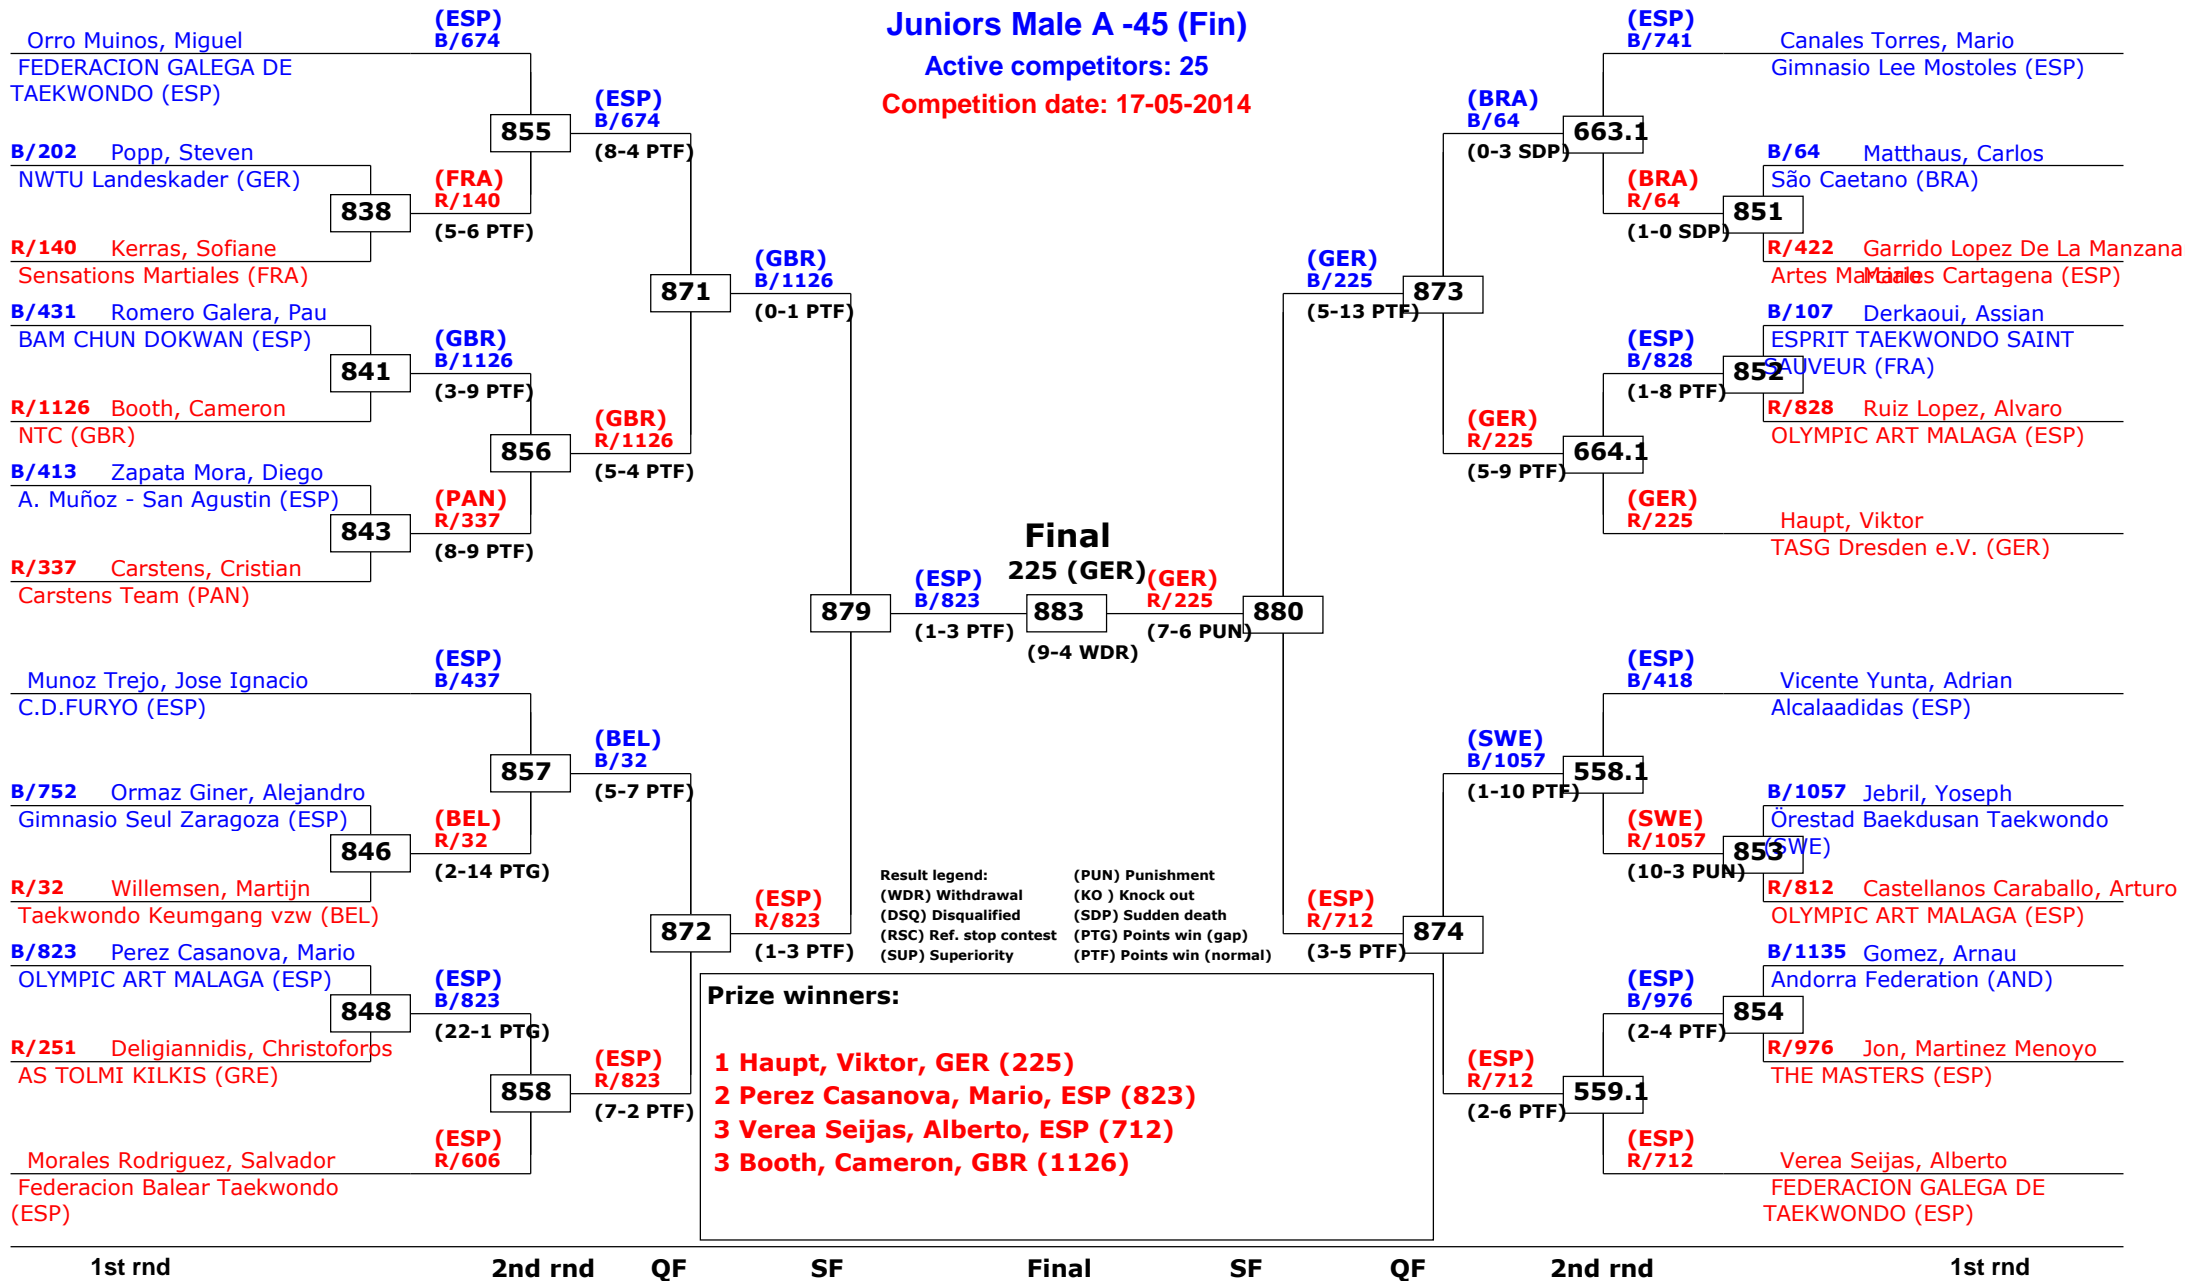 Juniors Male A -45 (Fin)
Active competitors: 25
Competition date: 17-05-2014
(ESP)
Orro Muinos, Miguel B/674
FEDERACION GALEGA DE
TAEKWONDO (ESP)
B/202 Popp, Steven
NWTU Landeskader (GER)
838
(FRA)
R/140
(5-6 PTF)
R/140 Kerras, Sofiane
Sensations Martiales (FRA)
855
(ESP)
B/674
(8-4 PTF)
B/431 Romero Galera, Pau
BAM CHUN DOKWAN (ESP)
841
(GBR)
B/1126
(3-9 PTF)
R/1126 Booth, Cameron
NTC (GBR)
856
(GBR)
R/1126
(5-4 PTF)
B/413 Zapata Mora, Diego
A. Muñoz - San Agustin (ESP)
843
(PAN)
R/337
(8-9 PTF)
R/337 Carstens, Cristian
Carstens Team (PAN)
871
(GBR)
B/1126
(0-1 PTF)
(ESP)
Munoz Trejo, Jose Ignacio B/437
C.D.FURYO (ESP)
857
(BEL)
B/32
(5-7 PTF)
B/752 Ormaz Giner, Alejandro
Gimnasio Seul Zaragoza (ESP)
846
(BEL)
R/32
(2-14 PTG)
R/32 Willemsen, Martijn
Taekwondo Keumgang vzw (BEL)
872
(ESP)
R/823
(1-3 PTF)
B/823 Perez Casanova, Mario
OLYMPIC ART MALAGA (ESP)
848
(ESP)
B/823
(22-1 PTG)
R/251 Deligiannidis, Christoforos
AS TOLMI KILKIS (GRE)
858
(ESP)
R/823
(7-2 PTF)
(ESP)
Morales Rodriguez, Salvador R/606
Federacion Balear Taekwondo
(ESP)
879
(ESP)
B/823
(1-3 PTF)
Final
225 (GER)
883
(9-4 WDR)
(GER)
R/225
(7-6 PUN)
880
(ESP)
B/741 Canales Torres, Mario
Gimnasio Lee Mostoles (ESP)
(BRA)
B/64
(0-3 SDP)
663.1
B/64 Matthaus, Carlos
São Caetano (BRA)
(BRA)
R/64
(1-0 SDP)
851
R/422 Garrido Lopez De La Manzana
Mario
Artes Marciales Cartagena (ESP)
(GER)
B/225
(5-13 PTF)
873
B/107 Derkaoui, Assian
ESPRIT TAEKWONDO SAINT
SAUVEUR (FRA)
(ESP)
B/828
(1-8 PTF)
852
R/828 Ruiz Lopez, Alvaro
OLYMPIC ART MALAGA (ESP)
(GER)
R/225
(5-9 PTF)
664.1
(GER)
R/225 Haupt, Viktor
TASG Dresden e.V. (GER)
(ESP)
B/418 Vicente Yunta, Adrian
Alcalaadidas (ESP)
(SWE)
B/1057
(1-10 PTF)
558.1
B/1057 Jebril, Yoseph
Örestad Baekdusan Taekwondo
(SWE)
(SWE)
R/1057
(10-3 PUN)
853
R/812 Castellanos Caraballo, Arturo
OLYMPIC ART MALAGA (ESP)
(ESP)
R/712
(3-5 PTF)
874
B/1135 Gomez, Arnau
Andorra Federation (AND)
(ESP)
B/976
(2-4 PTF)
854
R/976 Jon, Martinez Menoyo
THE MASTERS (ESP)
(ESP)
R/712
(2-6 PTF)
559.1
(ESP)
R/712 Verea Seijas, Alberto
FEDERACION GALEGA DE
TAEKWONDO (ESP)
Result legend: (PUN) Punishment
(WDR) Withdrawal (KO ) Knock out
(DSQ) Disqualified (SDP) Sudden death
(RSC) Ref. stop contest (PTG) Points win (gap)
(SUP) Superiority (PTF) Points win (normal)
Prize winners:
1 Haupt, Viktor, GER (225)
2 Perez Casanova, Mario, ESP (823)
3 Verea Seijas, Alberto, ESP (712)
3 Booth, Cameron, GBR (1126)
1st rnd 2nd rnd QF SF Final SF QF 2nd rnd 1st rnd